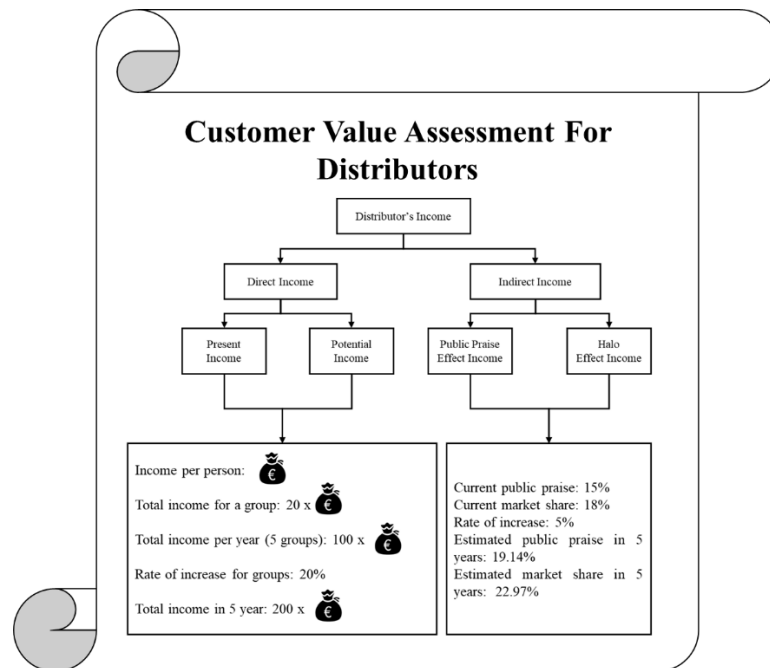 Customer Value Assessment For
Distributors
Distributor's Income
Direct Income
Indirect Income
Present
Income
Potential
Income
Public Praise
Effect Income
Halo
Effect Income
Income per person: €
Total income for a group: 20 x €
Total income per year (5 groups): 100 x €
Rate of increase for groups: 20%
Total income in 5 year: 200 x €
Current public praise: 15%
Current market share: 18%
Rate of increase: 5%
Estimated public praise in 5
years: 19.14%
Estimated market share in 5
years: 22.97%